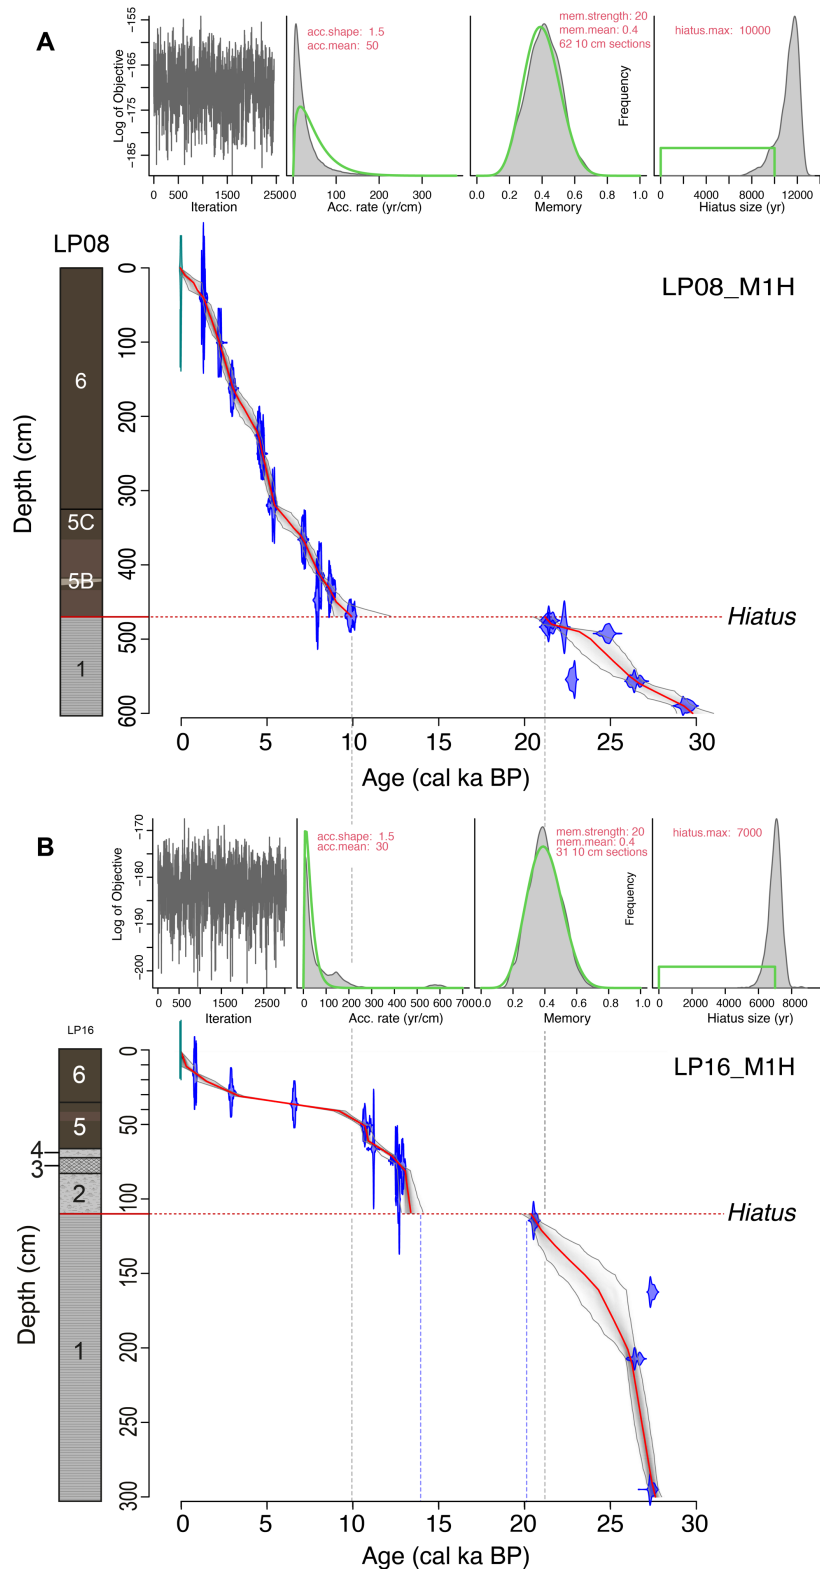 A
Log of Objective
-155
-165
-175
-185
0 500 1500 2500
Iteration
acc.shape: 1.5
acc.mean: 50
0 100 200 300
Acc. rate (yr/cm)
mem.strength: 20
mem.mean: 0.4
62 10 cm sections
0.0 0.2 0.4 0.6 0.8 1.0
Memory
Frequency
hiatus.max: 10000
0 4000 8000 12000
Hiatus size (yr)
LP08
LP08_M1H
6
5C
5B
1
Depth (cm)
0
100
200
300
400
500
600
Hiatus
0 5 10 15 20 25 30
Age (cal ka BP)
B
Log of Objective
-170
-180
-190
-200
0 500 1000 2000 3000
Iteration
acc.shape: 1.5
acc.mean: 30
0 100 200 300 400 500 600 700
Acc. rate (yr/cm)
mem.strength: 20
mem.mean: 0.4
31 10 cm sections
0.0 0.2 0.4 0.6 0.8 1.0
Memory
Frequency
hiatus.max: 7000
0 2000 4000 6000 8000
Hiatus size (yr)
LP16
LP16_M1H
6
5
4
3
2
1
Depth (cm)
0
50
100
150
200
250
300
Hiatus
0 5 10 15 20 25 30
Age (cal ka BP)